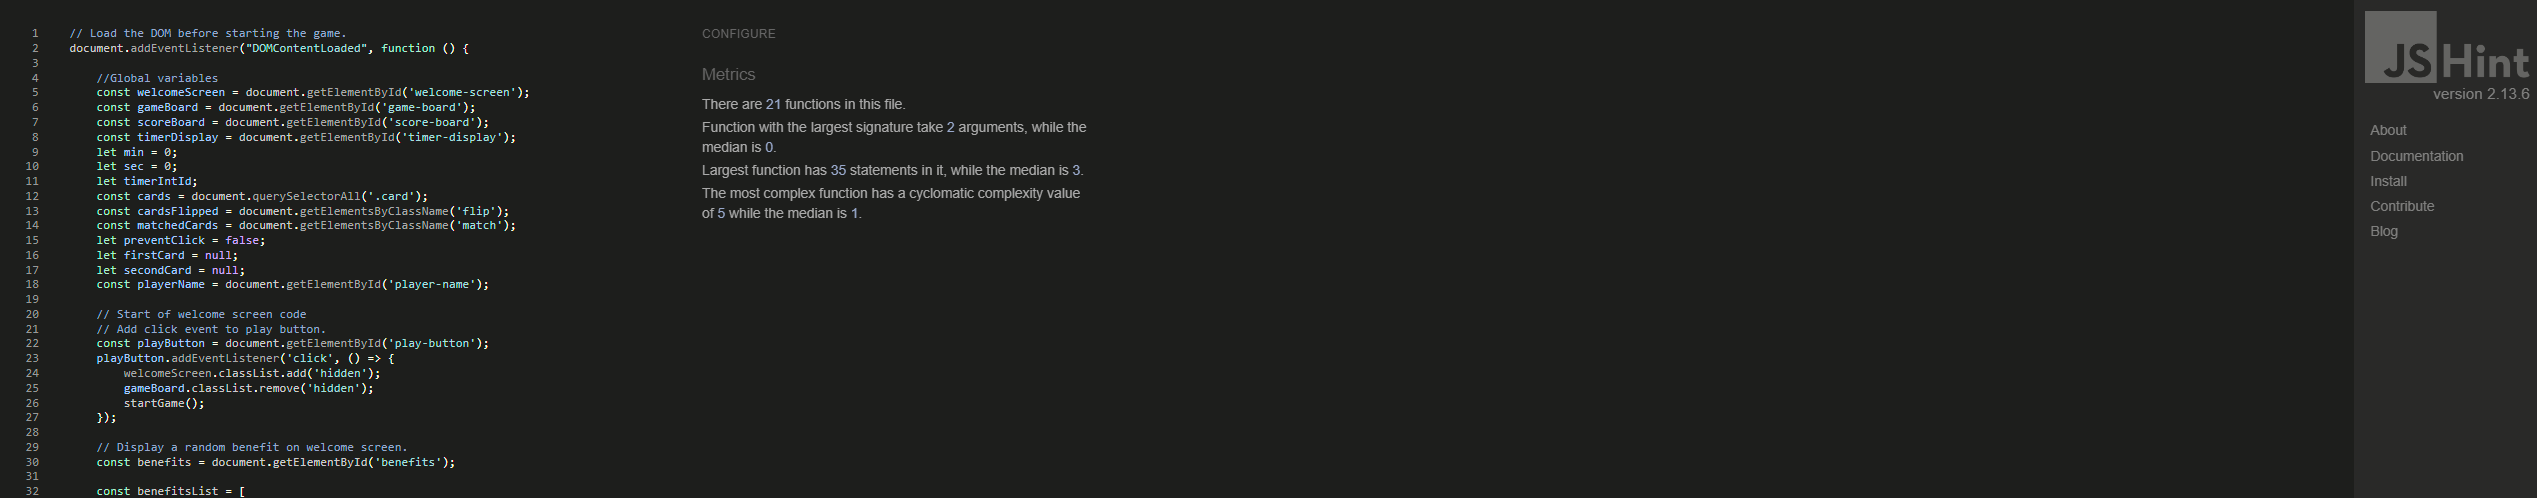 1 // Load the DOM before starting the game.
2 document.addEventListener("DOMContentLoaded", function () {
3
4 //Global variables
5 const welcomeScreen = document.getElementById('welcome-screen');
6 const gameBoard = document.getElementById('game-board');
7 const scoreBoard = document.getElementById('score-board');
8 const timerDisplay = document.getElementById('timer-display');
9 let min = 0;
10 let sec = 0;
11 let timerIntId;
12 const cards = document.querySelectorAll('.card');
13 const cardsFlipped = document.getElementsByClassName('flip');
14 const matchedCards = document.getElementsByClassName('match');
15 let preventClick = false;
16 let firstCard = null;
17 let secondCard = null;
18 const playerName = document.getElementById('player-name');
19
20 // Start of welcome screen code
21 // Add click event to play button.
22 const playButton = document.getElementById('play-button');
23 playButton.addEventListener('click', () => {
24 welcomeScreen.classList.add('hidden');
25 gameBoard.classList.remove('hidden');
26 startGame();
27 });
28
29 // Display a random benefit on welcome screen.
30 const benefits = document.getElementById('benefits');
31
32 const benefitsList = [
CONFIGURE
Metrics
There are 21 functions in this file.
Function with the largest signature take 2 arguments, while the
median is 0.
Largest function has 35 statements in it, while the median is 3.
The most complex function has a cyclomatic complexity value
of 5 while the median is 1.
JSHint
version 2.13.6
About
Documentation
Install
Contribute
Blog